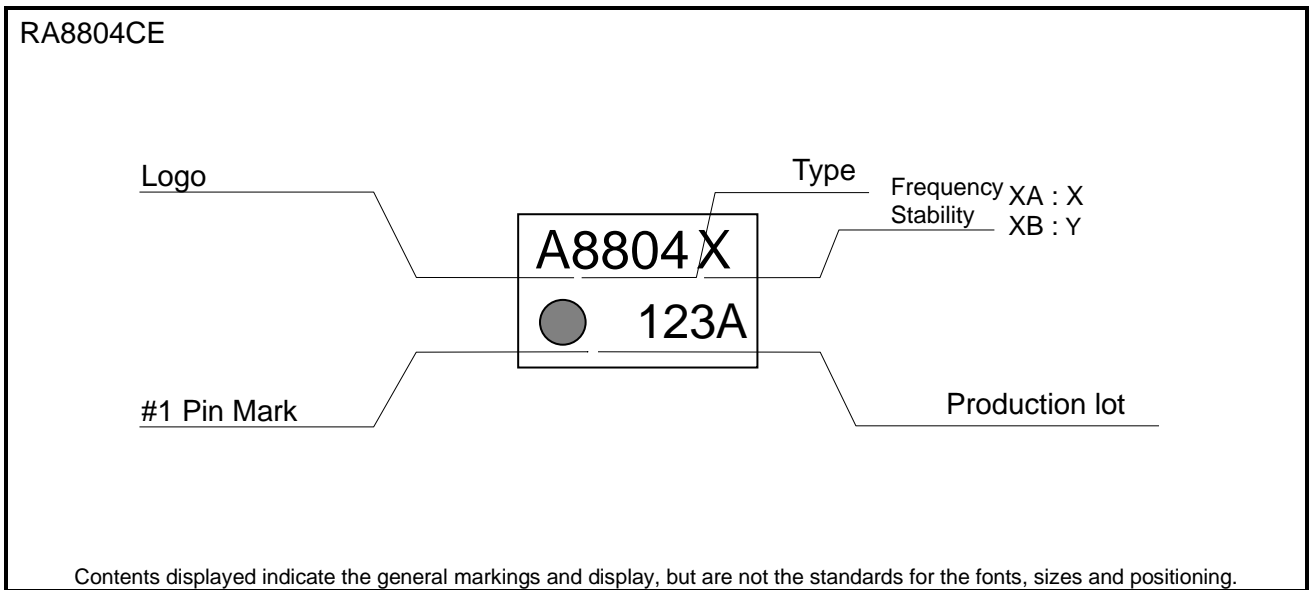 RA8804CE
Logo
Type
Frequency XA : X
Stability XB : Y
A8804 X
123A
#1 Pin Mark
Production lot
Contents displayed indicate the general markings and display, but are not the standards for the fonts, sizes and positioning.